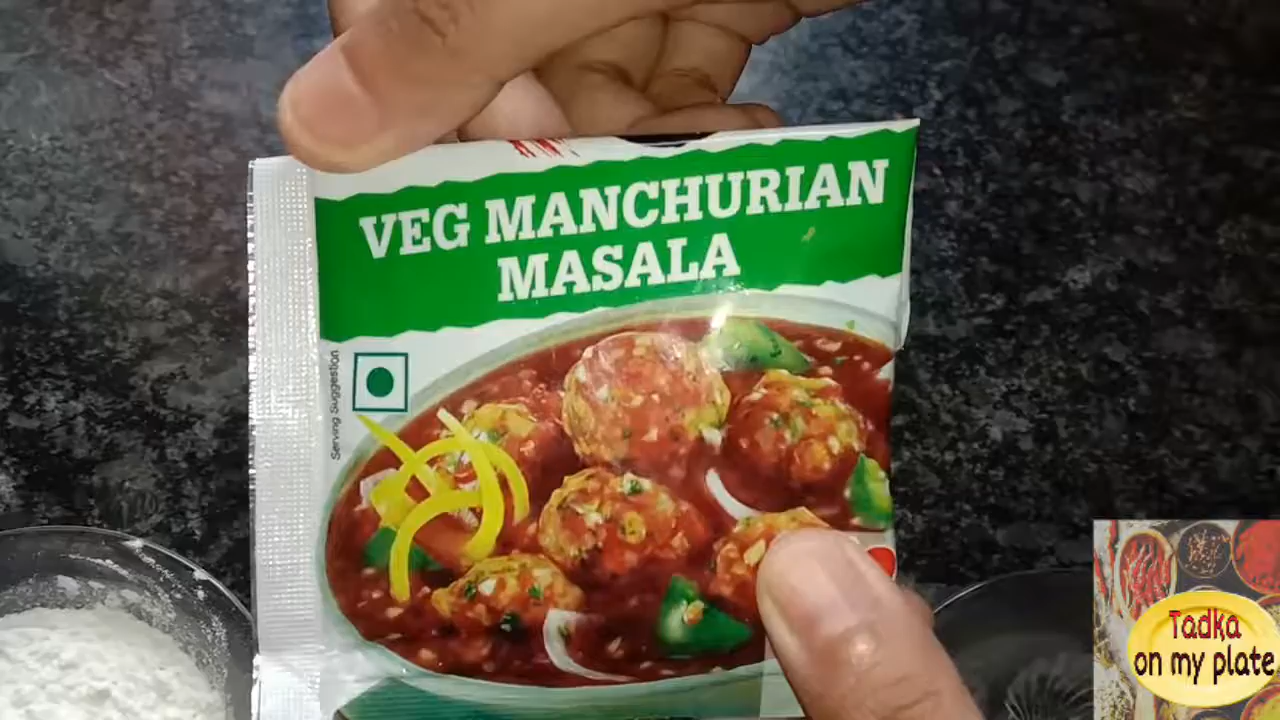 VEG MANCHURIAN
MASALA
Serving Suggestion
Tadka
on my plate